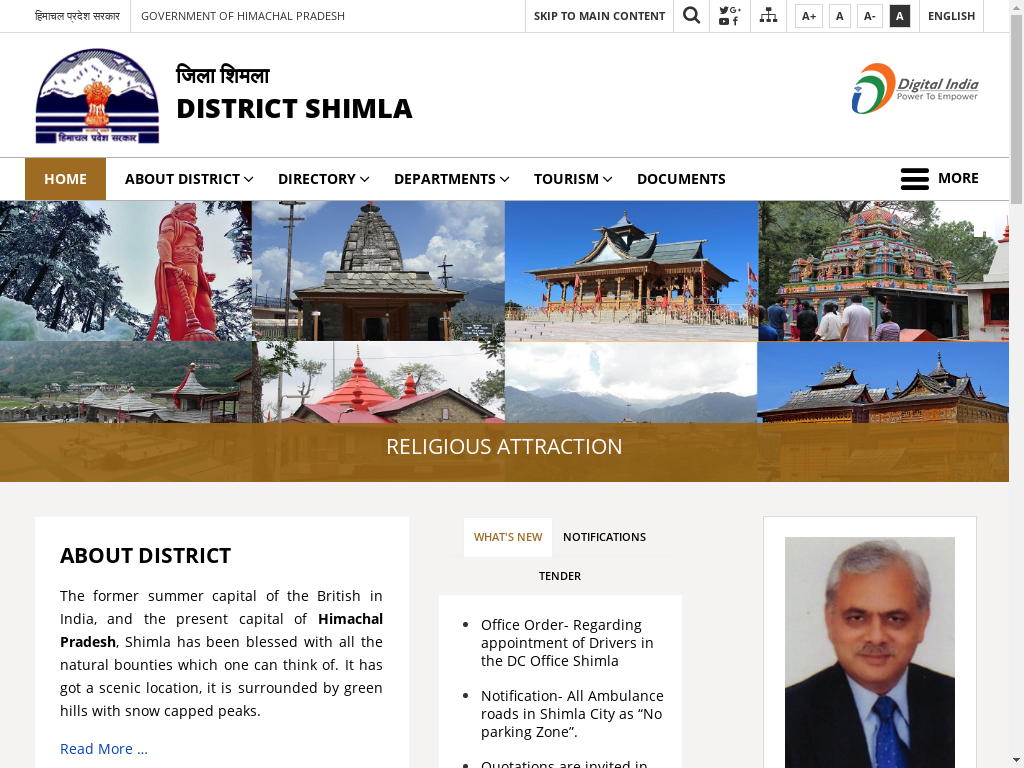 हिमाचल प्रदेश सरकार
GOVERNMENT OF HIMACHAL PRADESH
SKIP TO MAIN CONTENT
A+
A
A-
A
ENGLISH
हिमाचल प्रदेश सरकार
जिला शिमला
DISTRICT SHIMLA
Digital India
Power To Empower
HOME
ABOUT DISTRICT
DIRECTORY
DEPARTMENTS
TOURISM
DOCUMENTS
MORE
RELIGIOUS ATTRACTION
ABOUT DISTRICT
The former summer capital of the British in
India, and the present capital of Himachal
Pradesh, Shimla has been blessed with all the
natural bounties which one can think of. It has
got a scenic location, it is surrounded by green
hills with snow capped peaks.
Read More ...
WHAT'S NEW
NOTIFICATIONS
TENDER
Office Order- Regarding
appointment of Drivers in
the DC Office Shimla
Notification- All Ambulance
roads in Shimla City as “No
parking Zone”.
Quotations are invited in